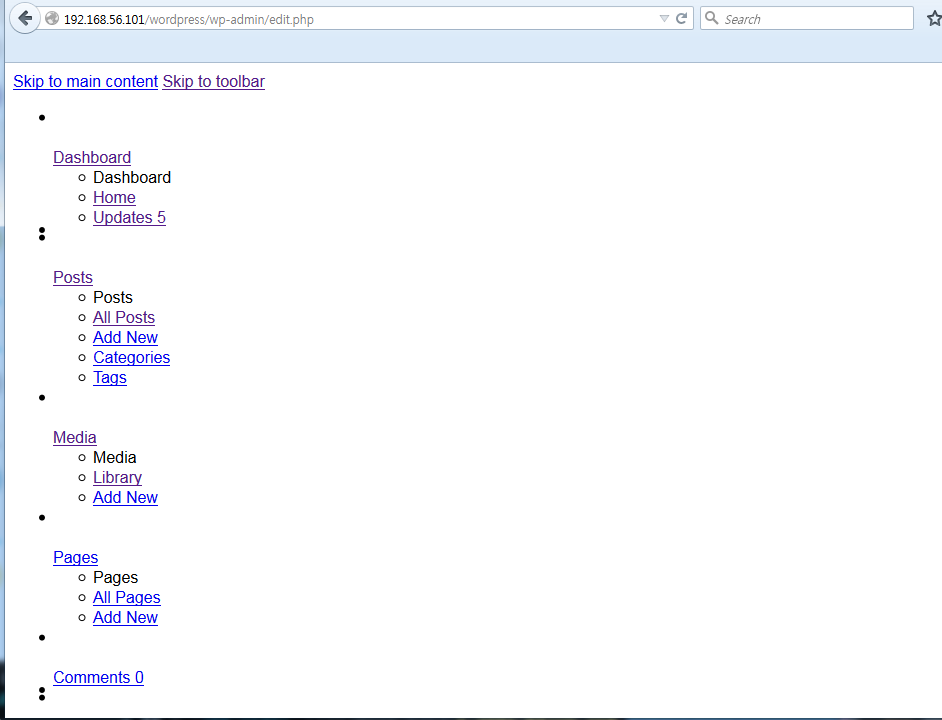 192.168.56.101/wordpress/wp-admin/edit.php Search
Skip to main content Skip to toolbar
Dashboard
Dashboard
Home
Updates 5
Posts
Posts
All Posts
Add New
Categories
Tags
Media
Media
Library
Add New
Pages
Pages
All Pages
Add New
Comments 0